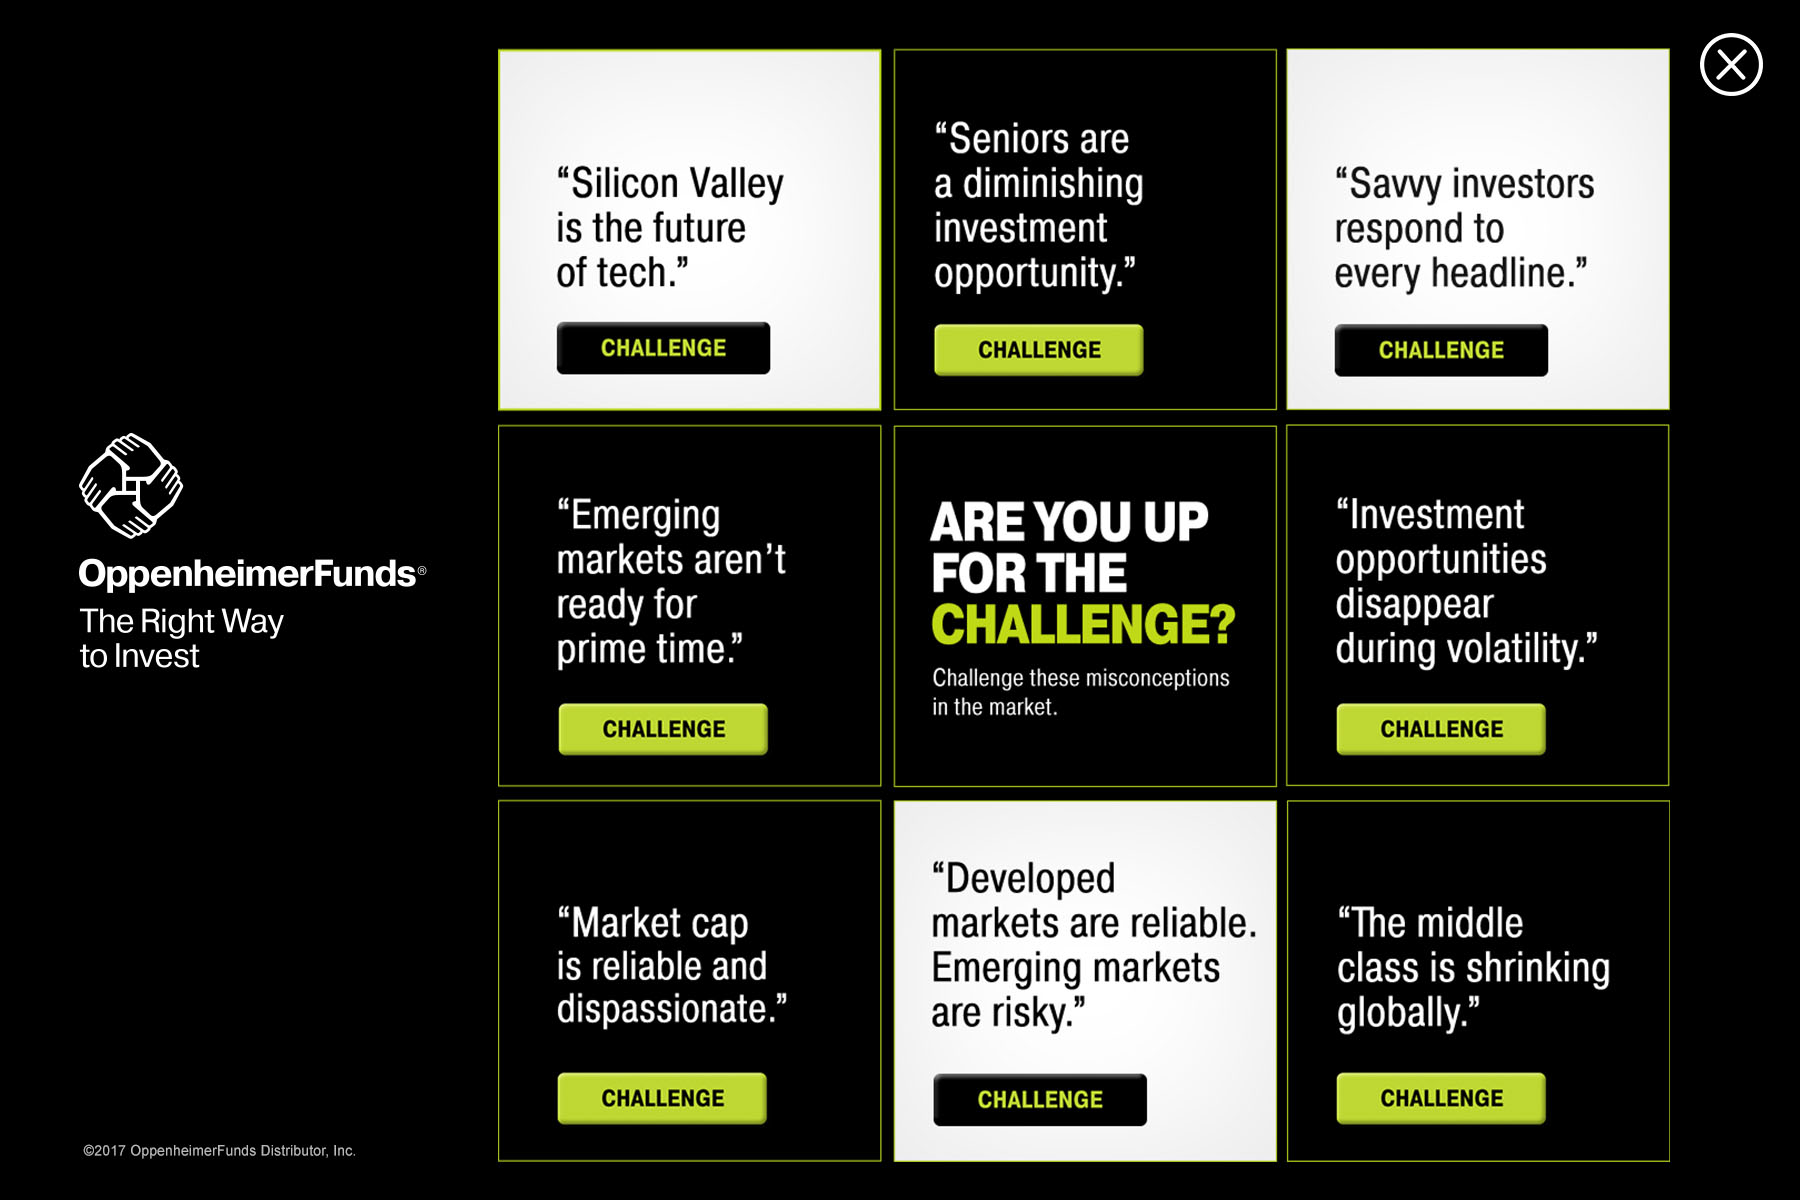 “Silicon Valley
is the future
of tech.”
CHALLENGE
“Seniors are
a diminishing
investment
opportunity.”
CHALLENGE
“Savvy investors
respond to
every headline.”
CHALLENGE
OppenheimerFunds®
The Right Way
to Invest
“Emerging
markets aren’t
ready for
prime time.”
CHALLENGE
ARE YOU UP
FOR THE
CHALLENGE?
Challenge these misconceptions
in the market.
“Investment
opportunities
disappear
during volatility.”
CHALLENGE
“Market cap
is reliable and
dispassionate.”
CHALLENGE
“Developed
markets are reliable.
Emerging markets
are risky.”
CHALLENGE
“The middle
class is shrinking
globally.”
CHALLENGE
©2017 OppenheimerFunds Distributor, Inc.